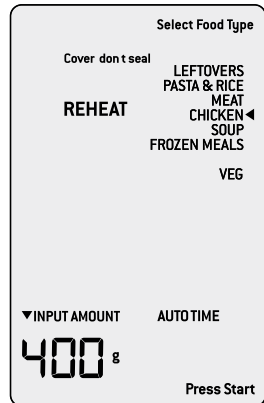 Select Food Type
Cover don t seal
LEFTOVERS
PASTA & RICE
REHEAT
MEAT
CHICKEN◀
SOUP
FROZEN MEALS
VEG
▼INPUT AMOUNT AUTO TIME
400 g
Press Start